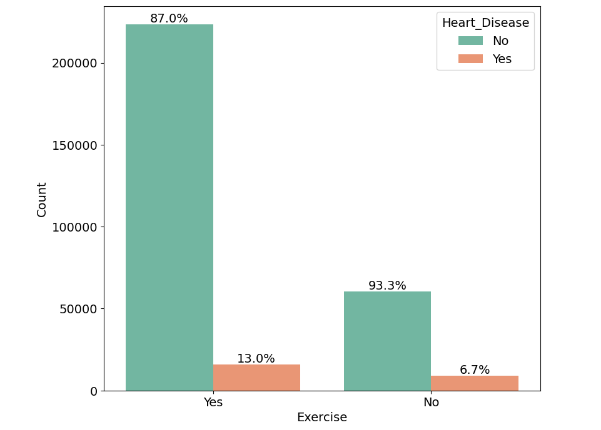 87.0%
Heart_Disease
No
Yes
200000
150000
Count
100000
93.3%
50000
13.0%
6.7%
0
Yes
No
Exercise